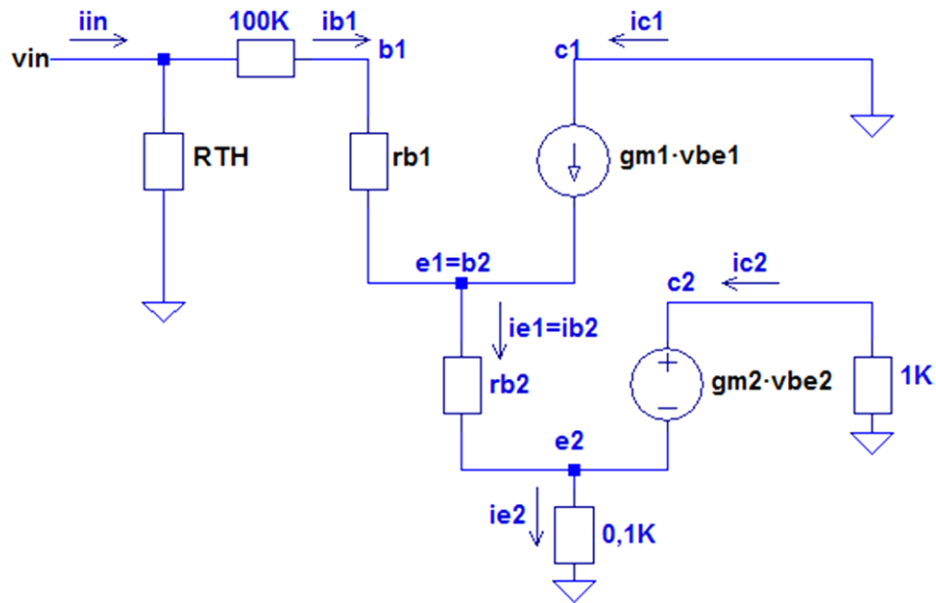 iin
100K
ib1
ic1
vin
b1
c1
RTH
rb1
gm1·vbe1
e1=b2
c2
ic2
ie1=ib2
rb2
+
−
gm2·vbe2
1K
e2
ie2
0,1K